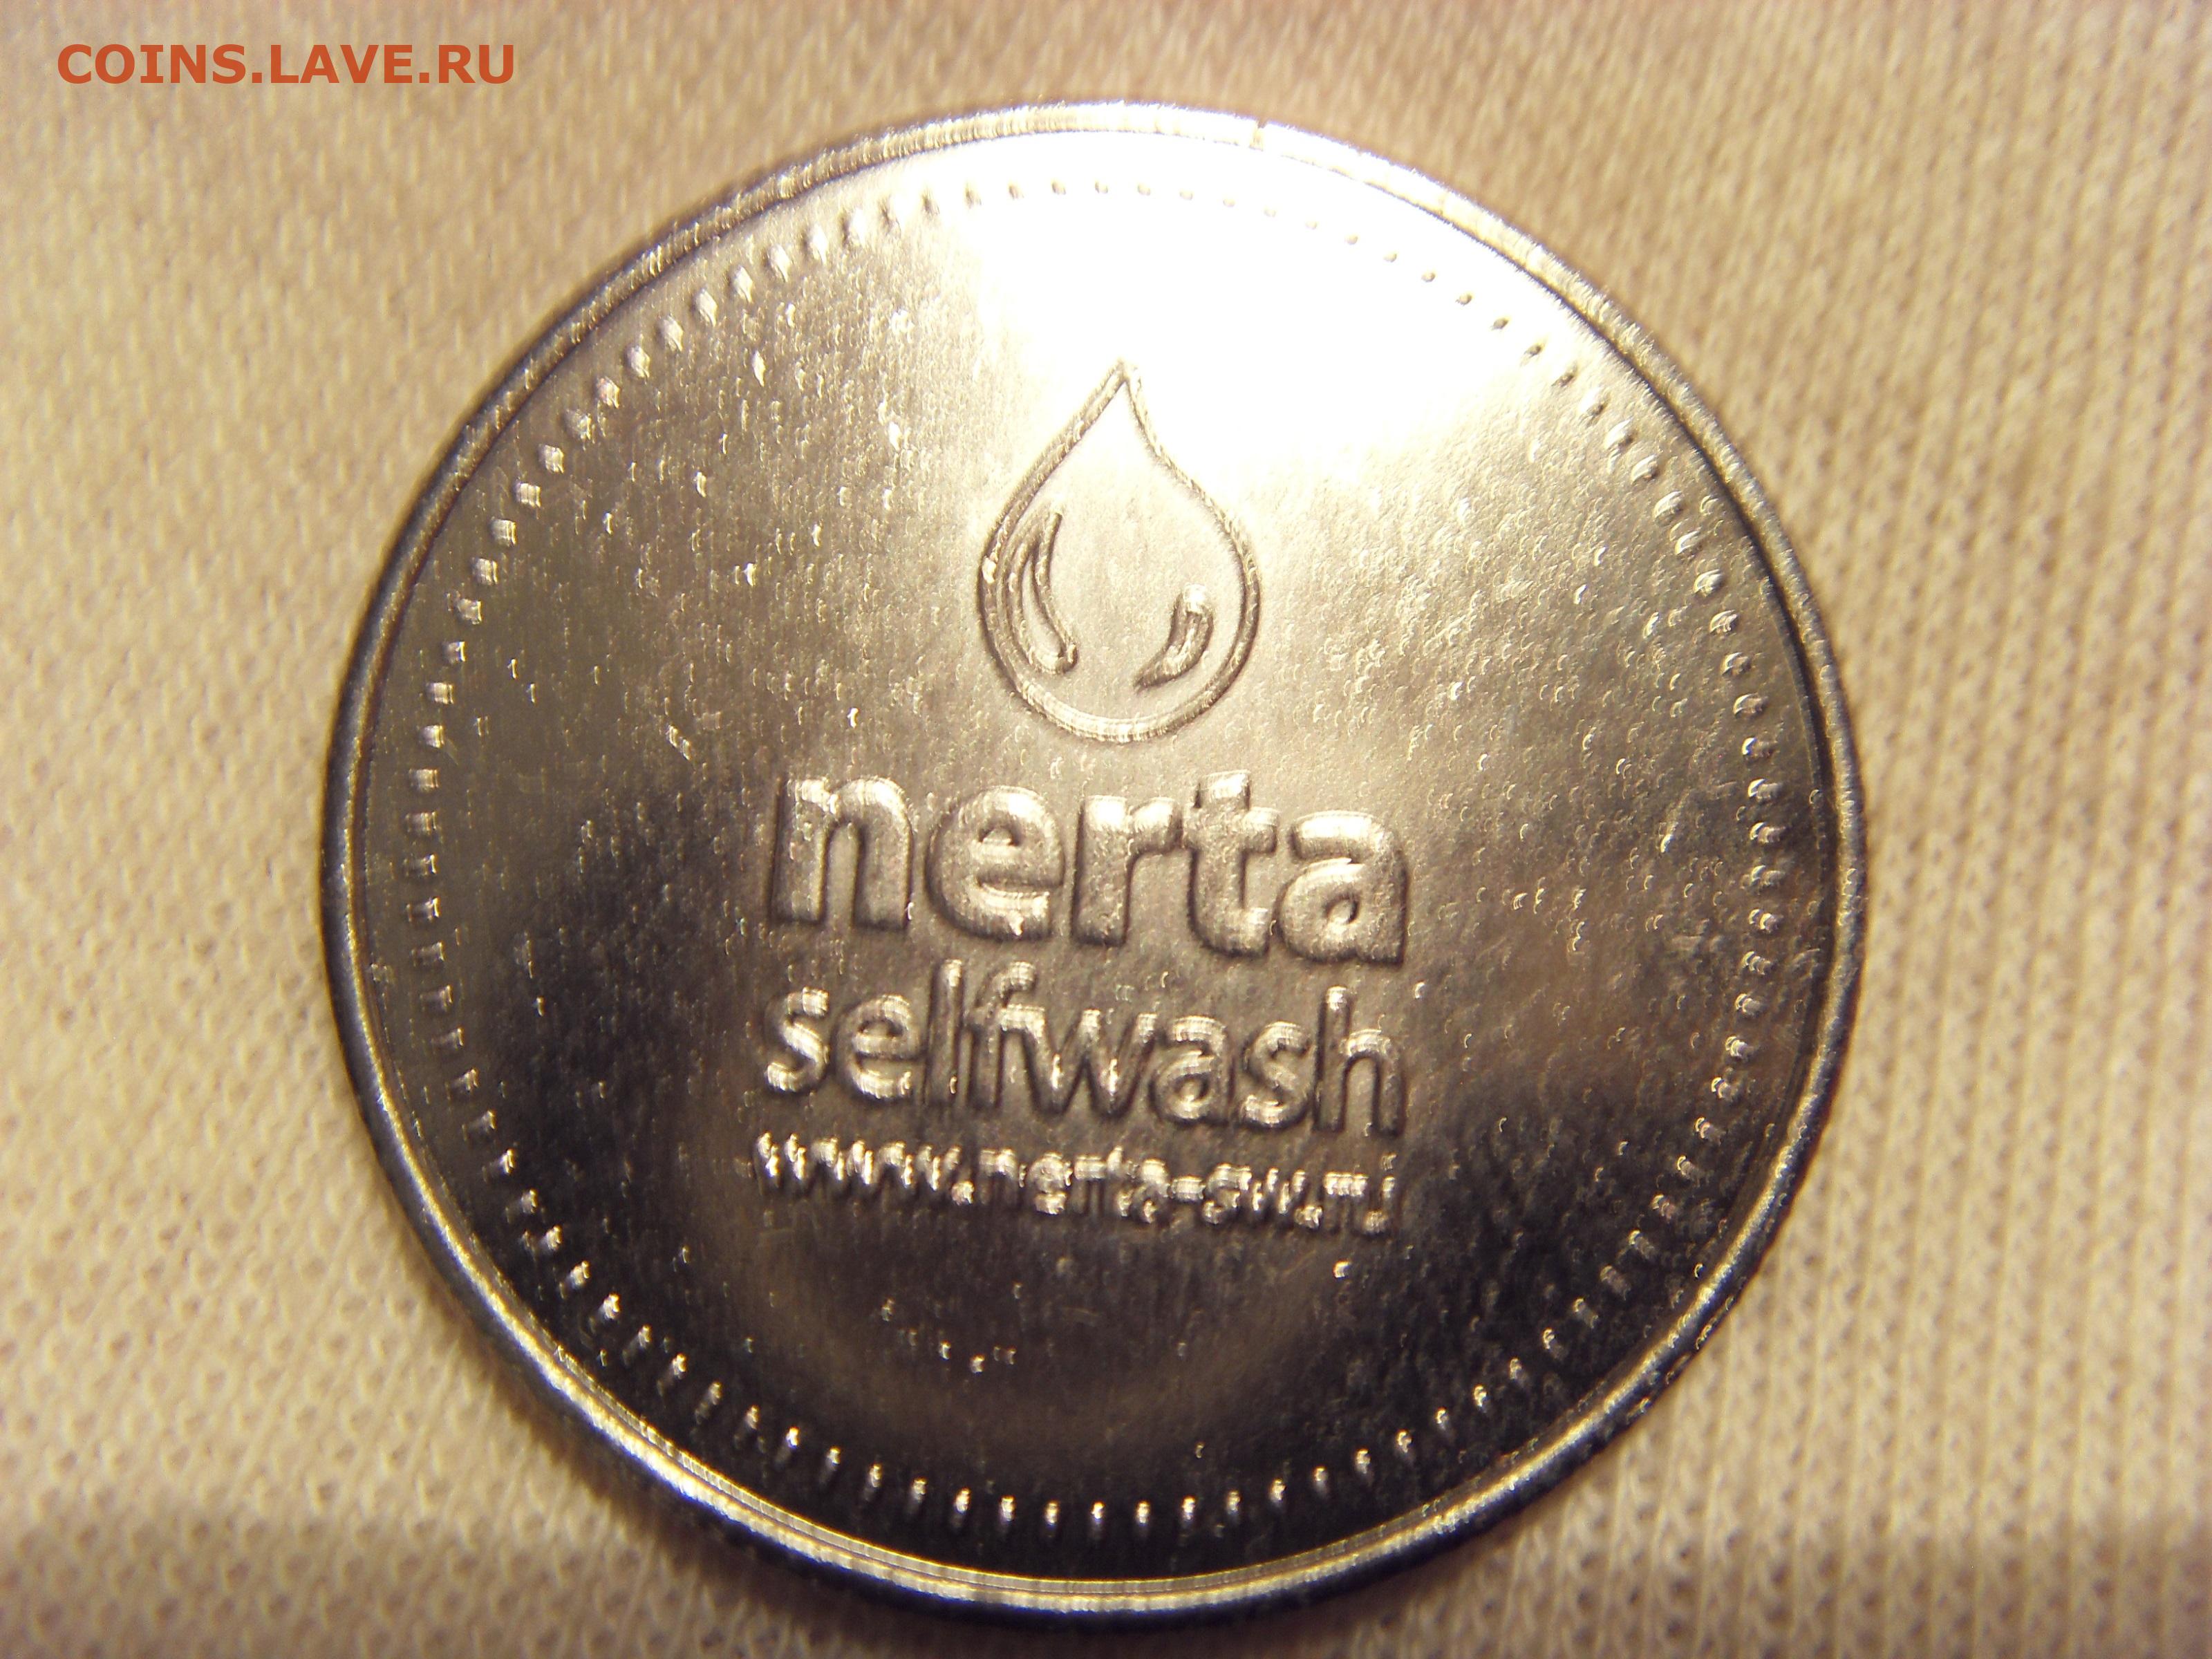 COINS.LAVE.RU
nerta
selfwash
www.nerta-sw.ru